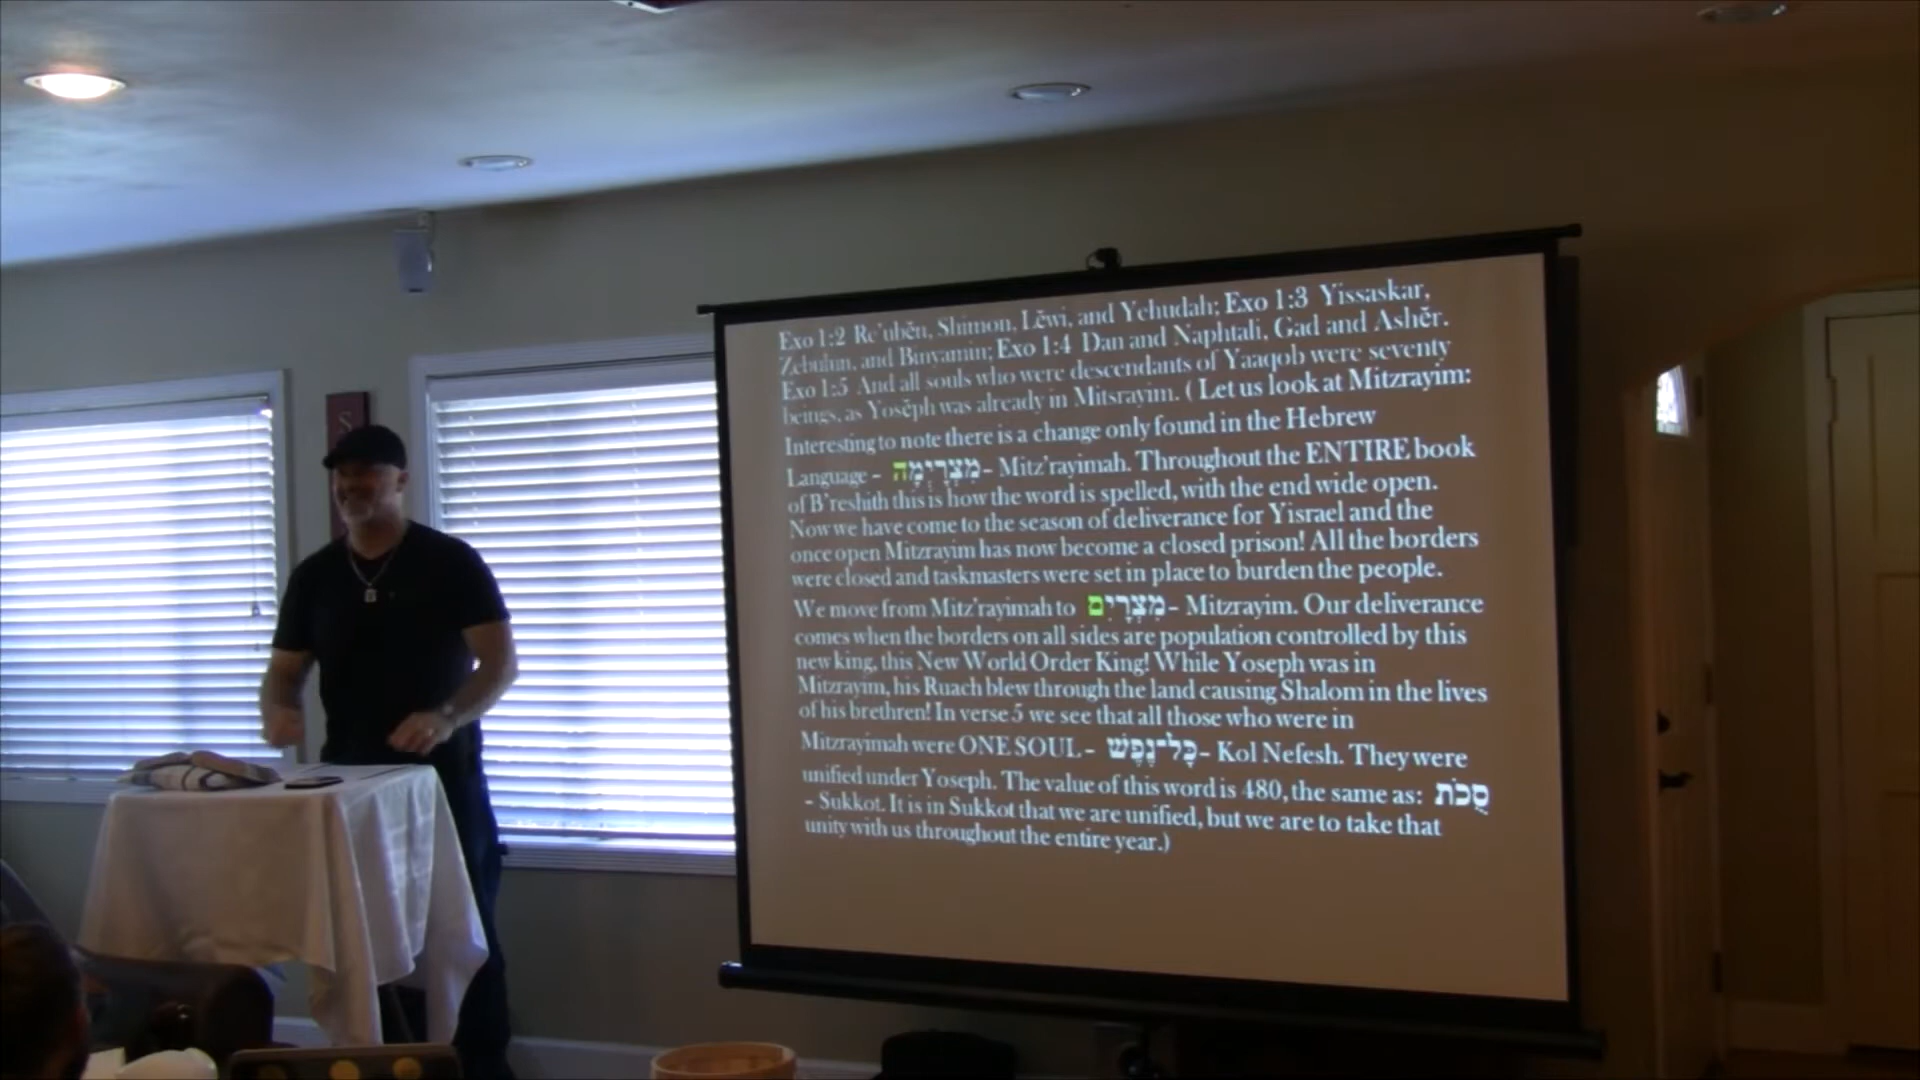 S
Exo 1:2 Re'ubĕn, Shimon, Lĕwi, and Yehudah; Exo 1:3 Yissaskar,
Zebulun, and Binyamin; Exo 1:4 Dan and Naphtali, Gad and Ashĕr.
Exo 1:5 And all souls who were descendants of Yaaqob were seventy
beings, as Yosĕph was already in Mitsrayim. ( Let us look at Mitzrayim:
Interesting to note there is a change only found in the Hebrew
Language - מִצְרָיְמָה- Mitz'rayimah. Throughout the ENTIRE book
of B'reshith this is how the word is spelled, with the end wide open.
Now we have come to the season of deliverance for Yisrael and the
once open Mitzrayim has now become a closed prison! All the borders
were closed and taskmasters were set in place to burden the people.
We move from Mitz'rayimah to מִצְרָיִם- Mitzrayim. Our deliverance
comes when the borders on all sides are population controlled by this
new king, this New World Order King! While Yoseph was in
Mitzrayim, his Ruach blew through the land causing Shalom in the lives
of his brethren! In verse 5 we see that all those who were in
Mitzrayimah were ONE SOUL - כָּל־נֶפֶשׁ- Kol Nefesh. They were
unified under Yoseph. The value of this word is 480, the same as: סֻכֹּת
- Sukkot. It is in Sukkot that we are unified, but we are to take that
unity with us throughout the entire year.)